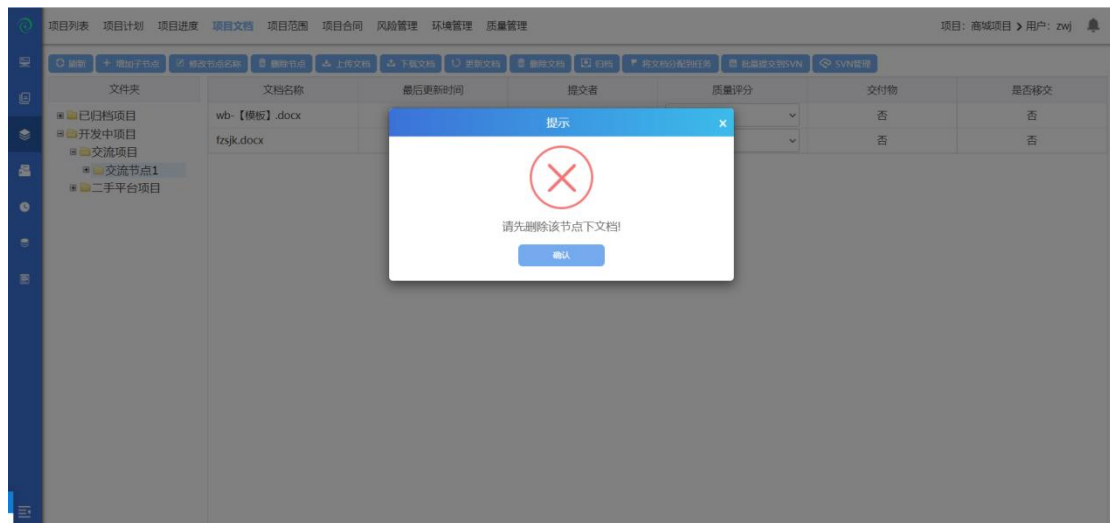 项目列表 项目计划 项目进度 项目文档 项目范围 项目合同 风险管理 环境管理 质量管理 项目：商城项目 ❯ 用户：zwj
刷新 + 增加子节点 修改节点名称 删除节点 上传文档 下载文档 更新文档 删除文档 归档 将文档分配到任务 批量提交到SVN SVN管理
文件夹 文档名称 最后更新时间 提交者 质量评分 交付物 是否移交
已归档项目 wb-【模板】.docx 否 否
开发中项目 fzsjk.docx 否 否
交流项目
交流节点1
二手平台项目
提示 ×
请先删除该节点下文档!
确认